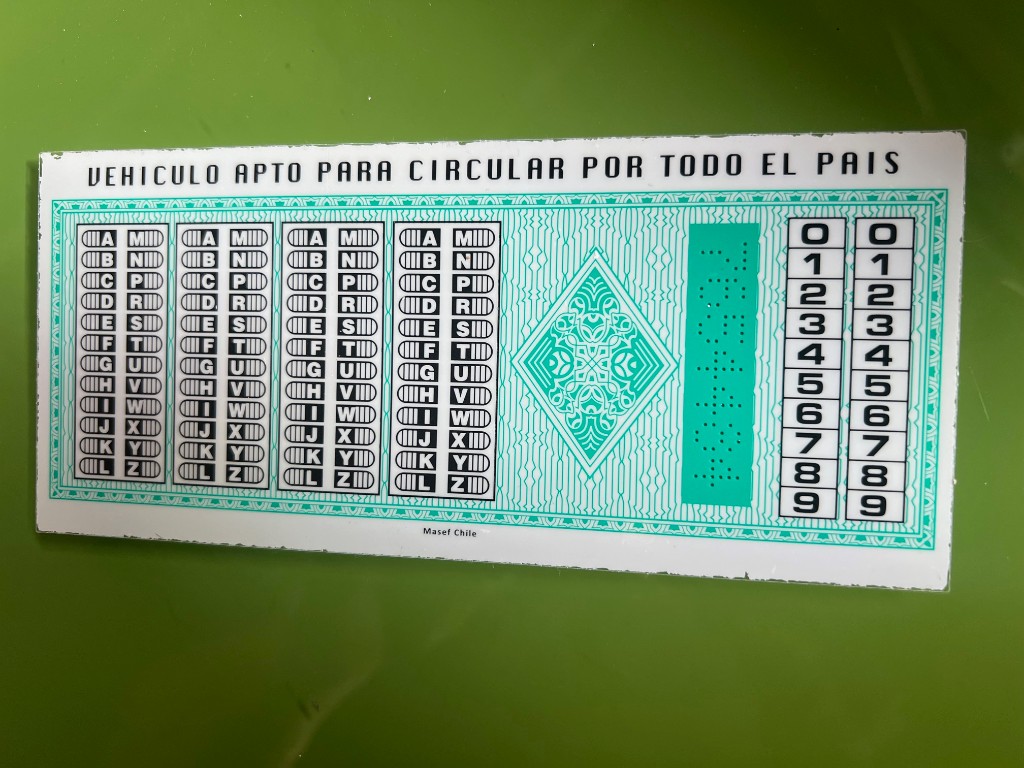 VEHICULO APTO PARA CIRCULAR POR TODO EL PAIS
A M A M A M A M
B N B N B N B N
C P C P C P C P
D R D R D R D R
E S E S E S E S
F T F T F T F T
G U G U G U G U
H V H V H V H V
I W I W I W I W
J X J X J X J X
K Y K Y K Y K Y
L Z L Z L Z L Z
0 0
1 1
2 2
3 3
4 4
5 5
6 6
7 7
8 8
9 9
Masef Chile